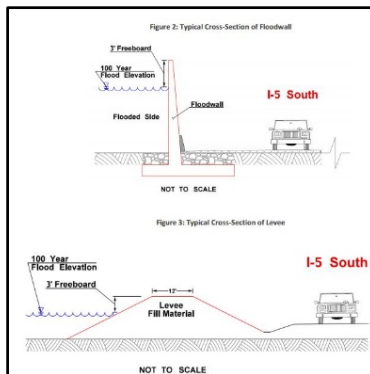 Figure 2: Typical Cross-Section of Floodwall
3' Freeboard
100 Year
Flood Elevation
I-5 South
Floodwall
Flooded Side
NOT TO SCALE
Figure 3: Typical Cross-Section of Levee
I-5 South
100 Year
Flood Elevation
12'
3' Freeboard
Levee
Fill Material
NOT TO SCALE